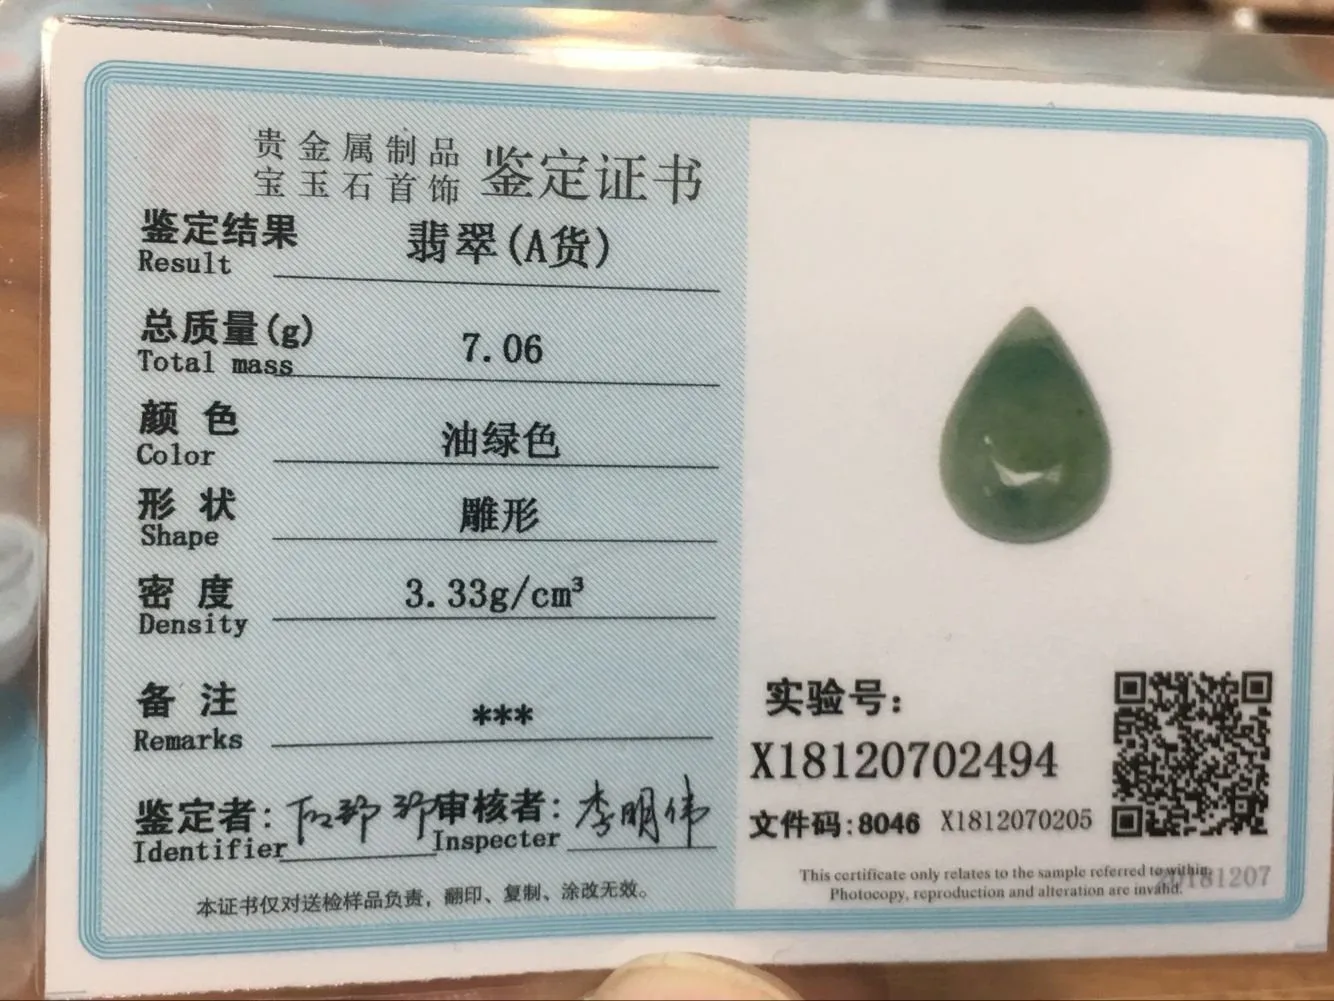 贵金属制品
宝玉石首饰
鉴定证书
鉴定结果 翡翠(A货)
Result
总质量(g) 7.06
Total mass
颜色 油绿色
Color
形状 雕形
Shape
密度 3.33g/cm³
Density
备注 ***
Remarks
鉴定者: 审核者: 李明伟
Identifier Inspecter
本证书仅对送检样品负责，翻印、复制、涂改无效。
实验号:
X18120702494
文件码:8046 X1812070205
This certificate only relates to the sample referred to within.
Photocopy, reproduction and alteration are invalid.
20181207